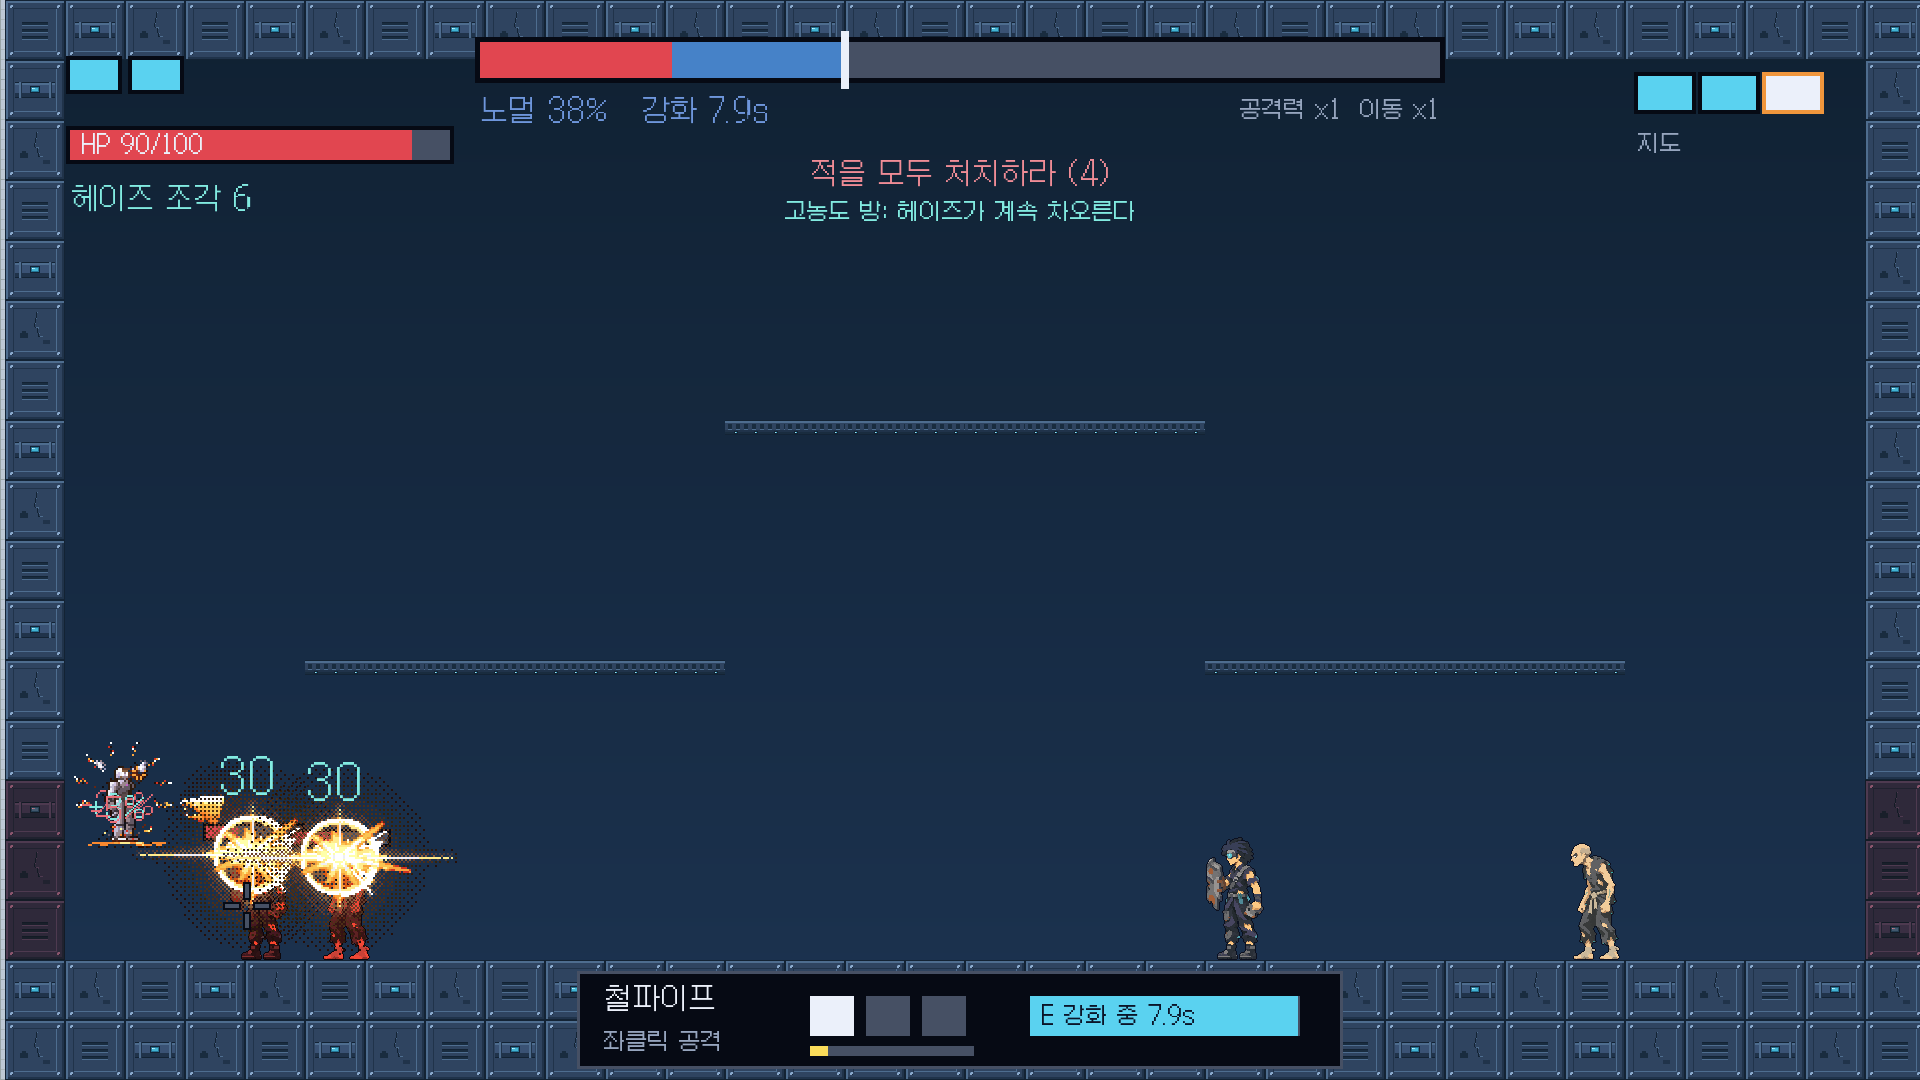 노멀 38% 강화 7.9s
공격력 x1 이동 x1
HP 90/100
지도
적을 모두 처치하라 (4)
헤이즈 조각 6
고농도 방: 헤이즈가 계속 차오른다
30 30
철파이프
E 강화 중 7.9s
좌클릭 공격